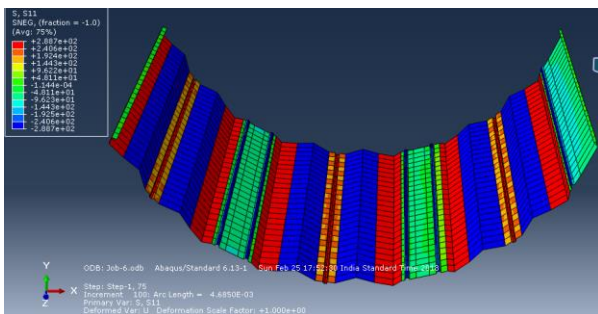 S, S11
SNEG, (fraction = -1.0)
(Avg: 75%)
+2.887e+02
+2.406e+02
+1.924e+02
+1.443e+02
+9.622e+01
+4.811e+01
-1.144e-04
-4.811e+01
-9.623e+01
-1.443e+02
-1.925e+02
-2.406e+02
-2.887e+02
ODB: Job-6.odb Abaqus/Standard 6.13-1 Sun Feb 25 17:52:30 India Standard Time 2018
Y
X
Z
Step: Step-1, 75
Increment 100: Arc Length = 4.6850E-03
Primary Var: S, S11
Deformed Var: U Deformation Scale Factor: +1.000e+00